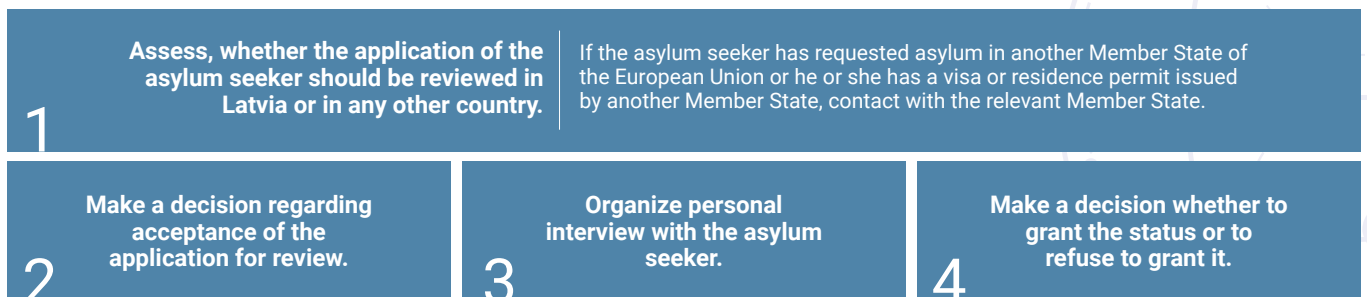 Assess, whether the application of the
asylum seeker should be reviewed in
Latvia or in any other country.
If the asylum seeker has requested asylum in another Member State of
the European Union or he or she has a visa or residence permit issued
by another Member State, contact with the relevant Member State.
1
Make a decision regarding
acceptance of the
application for review.
2
Organize personal
interview with the asylum
seeker.
3
Make a decision whether to
grant the status or to
refuse to grant it.
4